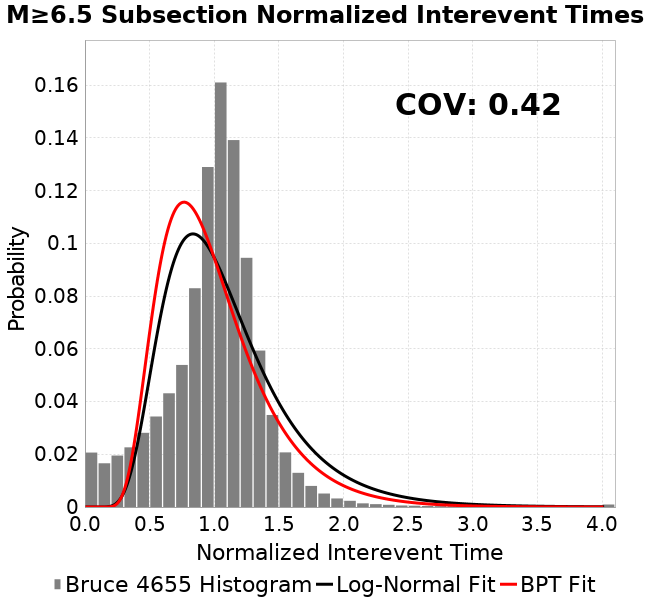 M≥6.5 Subsection Normalized Interevent Times
COV: 0.42
Probability
0.16
0.14
0.12
0.1
0.08
0.06
0.04
0.02
0
0.0 0.5 1.0 1.5 2.0 2.5 3.0 3.5 4.0
Normalized Interevent Time
Bruce 4655 Histogram Log-Normal Fit BPT Fit